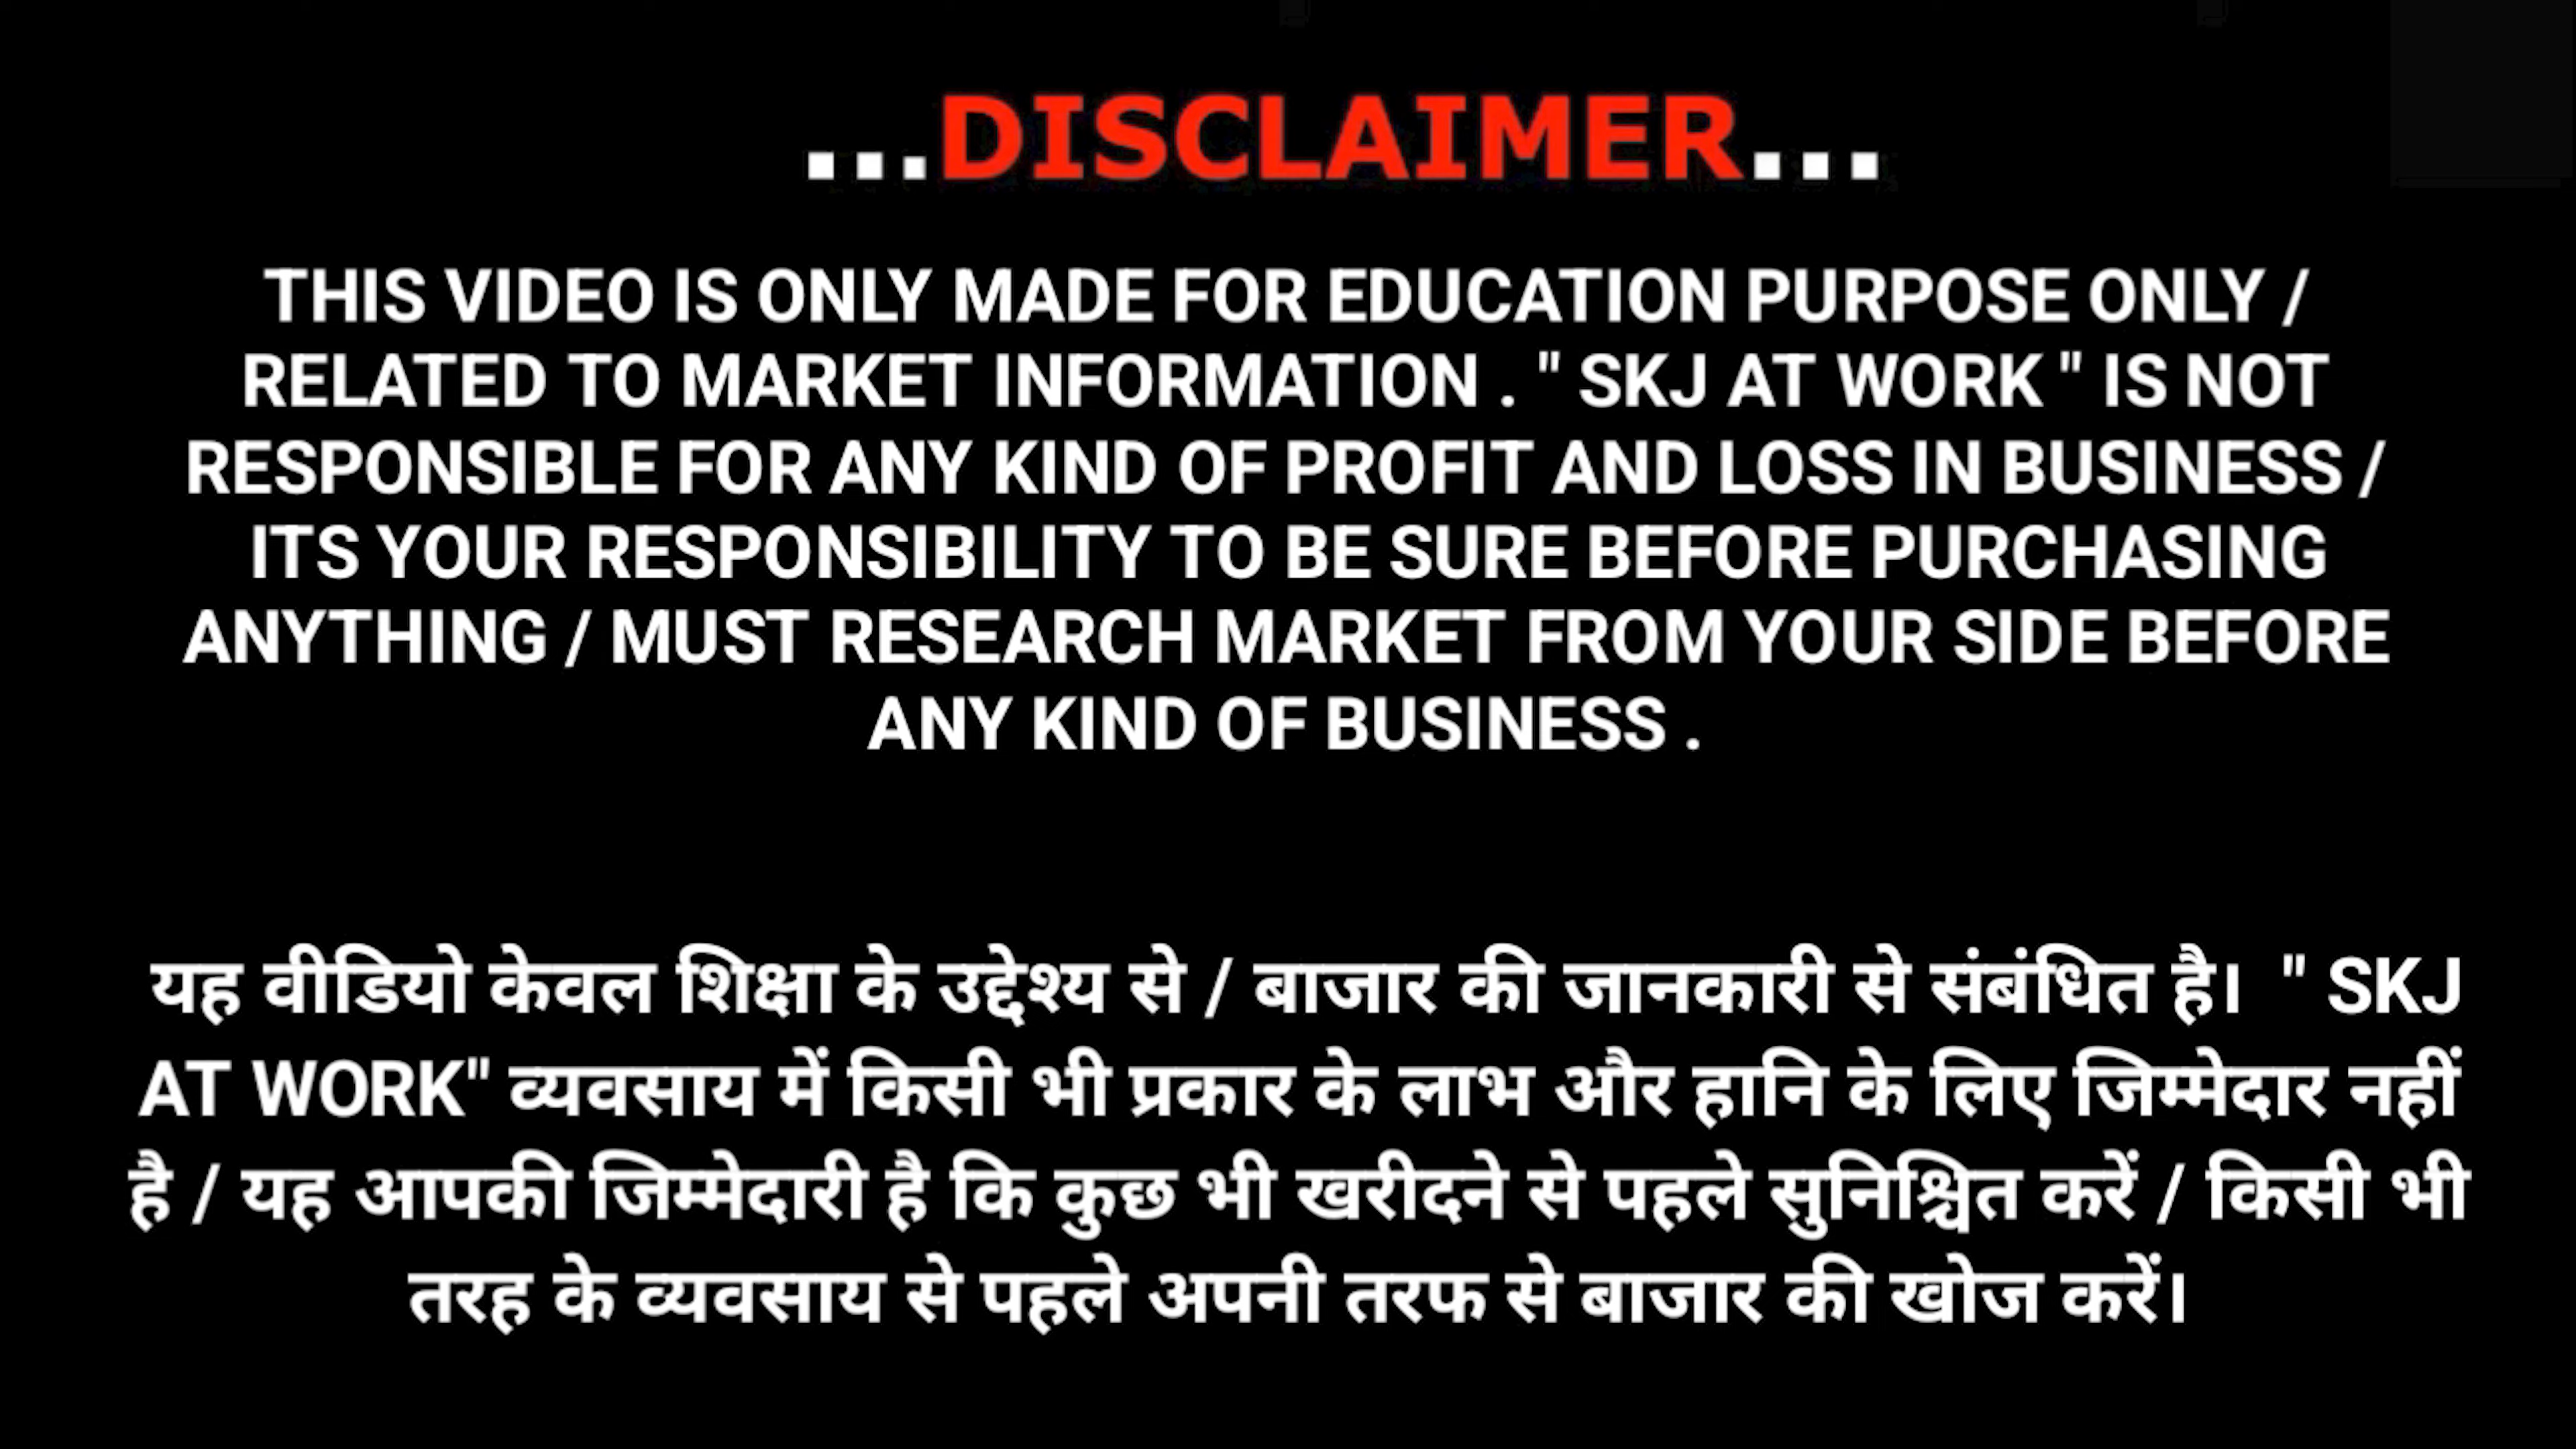 ...DISCLAIMER...
THIS VIDEO IS ONLY MADE FOR EDUCATION PURPOSE ONLY /
RELATED TO MARKET INFORMATION . " SKJ AT WORK " IS NOT
RESPONSIBLE FOR ANY KIND OF PROFIT AND LOSS IN BUSINESS /
ITS YOUR RESPONSIBILITY TO BE SURE BEFORE PURCHASING
ANYTHING / MUST RESEARCH MARKET FROM YOUR SIDE BEFORE
ANY KIND OF BUSINESS .
यह वीडियो केवल शिक्षा के उद्देश्य से / बाजार की जानकारी से संबंधित है। " SKJ
AT WORK" व्यवसाय में किसी भी प्रकार के लाभ और हानि के लिए जिम्मेदार नहीं
है / यह आपकी जिम्मेदारी है कि कुछ भी खरीदने से पहले सुनिश्चित करें / किसी भी
तरह के व्यवसाय से पहले अपनी तरफ से बाजार की खोज करें।